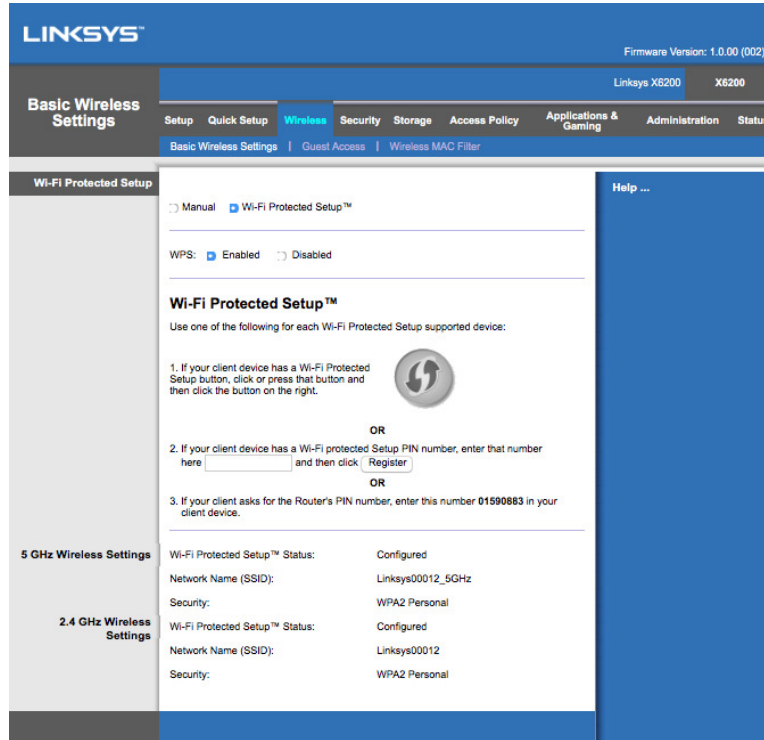 LINKSYS™
Firmware Version: 1.0.00 (002)
Linksys X6200 X6200
Basic Wireless
Settings
Setup Quick Setup Wireless Security Storage Access Policy Applications &
Gaming Administration Statu
Basic Wireless Settings | Guest Access | Wireless MAC Filter
Wi-Fi Protected Setup
Help ...
Manual Wi-Fi Protected Setup™
WPS: Enabled Disabled
Wi-Fi Protected Setup™
Use one of the following for each Wi-Fi Protected Setup supported device:
1. If your client device has a Wi-Fi Protected
Setup button, click or press that button and
then click the button on the right.
OR
2. If your client device has a Wi-Fi protected Setup PIN number, enter that number
here and then click Register
OR
3. If your client asks for the Router's PIN number, enter this number 01590883 in your
client device.
5 GHz Wireless Settings
Wi-Fi Protected Setup™ Status: Configured
Network Name (SSID): Linksys00012_5GHz
Security: WPA2 Personal
2.4 GHz Wireless
Settings
Wi-Fi Protected Setup™ Status: Configured
Network Name (SSID): Linksys00012
Security: WPA2 Personal